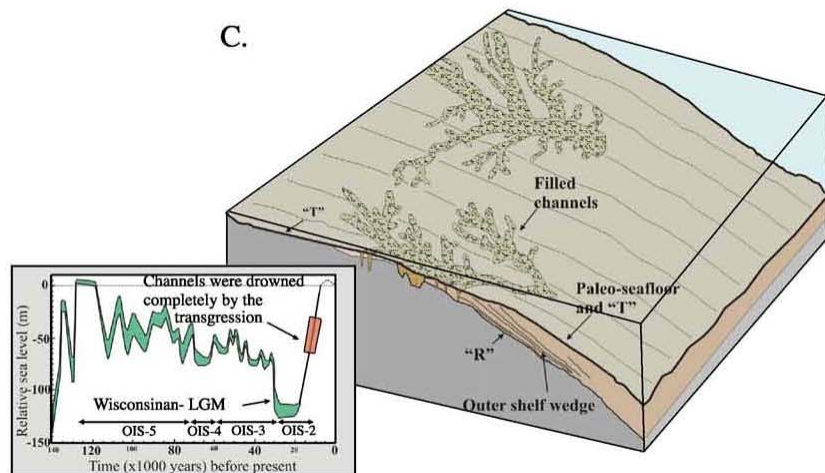 C.
"T"
Filled
channels
Paleo-seafloor
and "T"
"R"
Outer shelf wedge
Channels were drowned
completely by the
transgression
Relative sea level (m)
0
-50
-100
-150
Wisconsinan- LGM
OIS-5 OIS-4 OIS-3 OIS-2
140 120 80 60 40 20 0
Time (x1000 years) before present